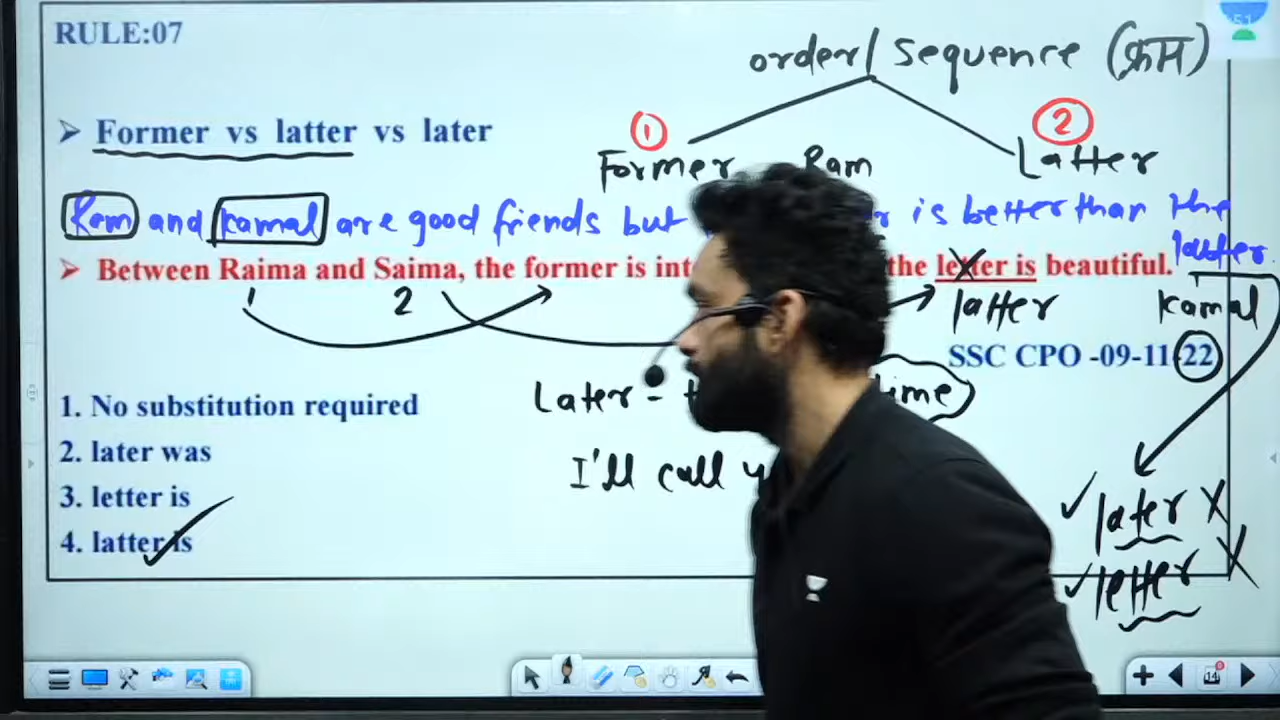 RULE:07
order/ sequence (क्रम)
51
① ②
➤ Former vs latter vs later
Former Ram Latter
Ram and kamal are good friends but r is better than the latter
➤ Between Raima and Saima, the former is int the letter is beautiful.
1 2 latter kamal
SSC CPO -09-11-22
Later - time
1. No substitution required
2. later was
I'll call
3. letter is
later X
4. latter is
letter X
14